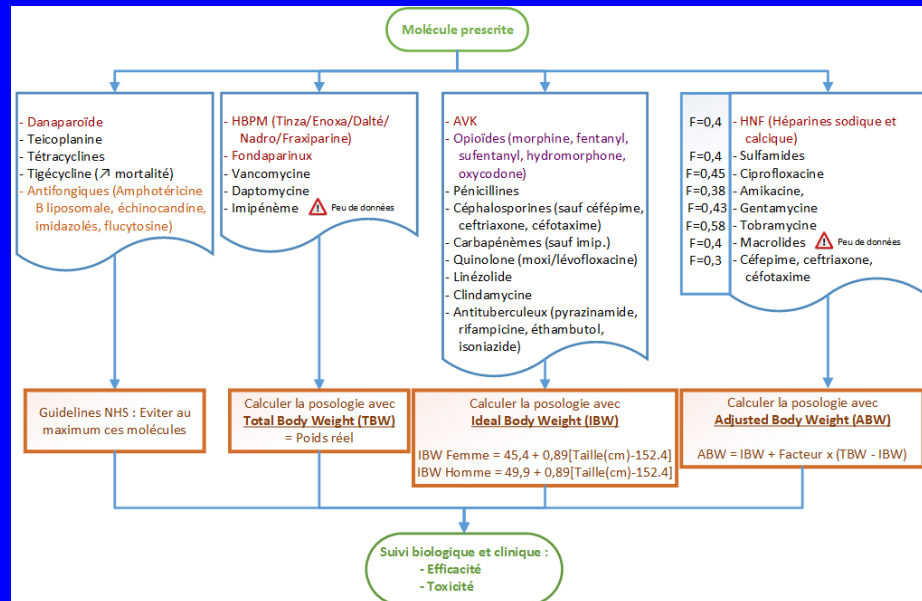 Molécule prescrite
- Danaparoïde
- Teicoplanine
- Tétracyclines
- Tigécycline (↗ mortalité)
- Antifongiques (Amphotéricine
B liposomale, échinocandine,
imidazolés, flucytosine)
- HBPM (Tinza/Enoxa/Dalté/
Nadro/Fraxiparine)
- Fondaparinux
- Vancomycine
- Daptomycine
- Imipénème ! Peu de données
- AVK
- Opioïdes (morphine, fentanyl,
sufentanyl, hydromorphone,
oxycodone)
- Pénicillines
- Céphalosporines (sauf céfépime,
ceftriaxone, céfotaxime)
- Carbapénèmes (sauf imip.)
- Quinolone (moxi/lévofloxacine)
- Linézolide
- Clindamycine
- Antituberculeux (pyrazinamide,
rifampicine, éthambutol,
isoniazide)
F=0,4 - HNF (Héparines sodique et
calcique)
F=0,4 - Sulfamides
F=0,45 - Ciprofloxacine
F=0,38 - Amikacine,
F=0,43 - Gentamycine
F=0,58 - Tobramycine
F=0,4 - Macrolides ! Peu de données
F=0,3 - Céfepime, ceftriaxone,
céfotaxime
Guidelines NHS : Eviter au
maximum ces molécules
Calculer la posologie avec
Total Body Weight (TBW)
= Poids réel
Calculer la posologie avec
Ideal Body Weight (IBW)
IBW Femme = 45,4 + 0,89[Taille(cm)-152.4]
IBW Homme = 49,9 + 0,89[Taille(cm)-152.4]
Calculer la posologie avec
Adjusted Body Weight (ABW)
ABW = IBW + Facteur x (TBW - IBW)
Suivi biologique et clinique :
- Efficacité
- Toxicité